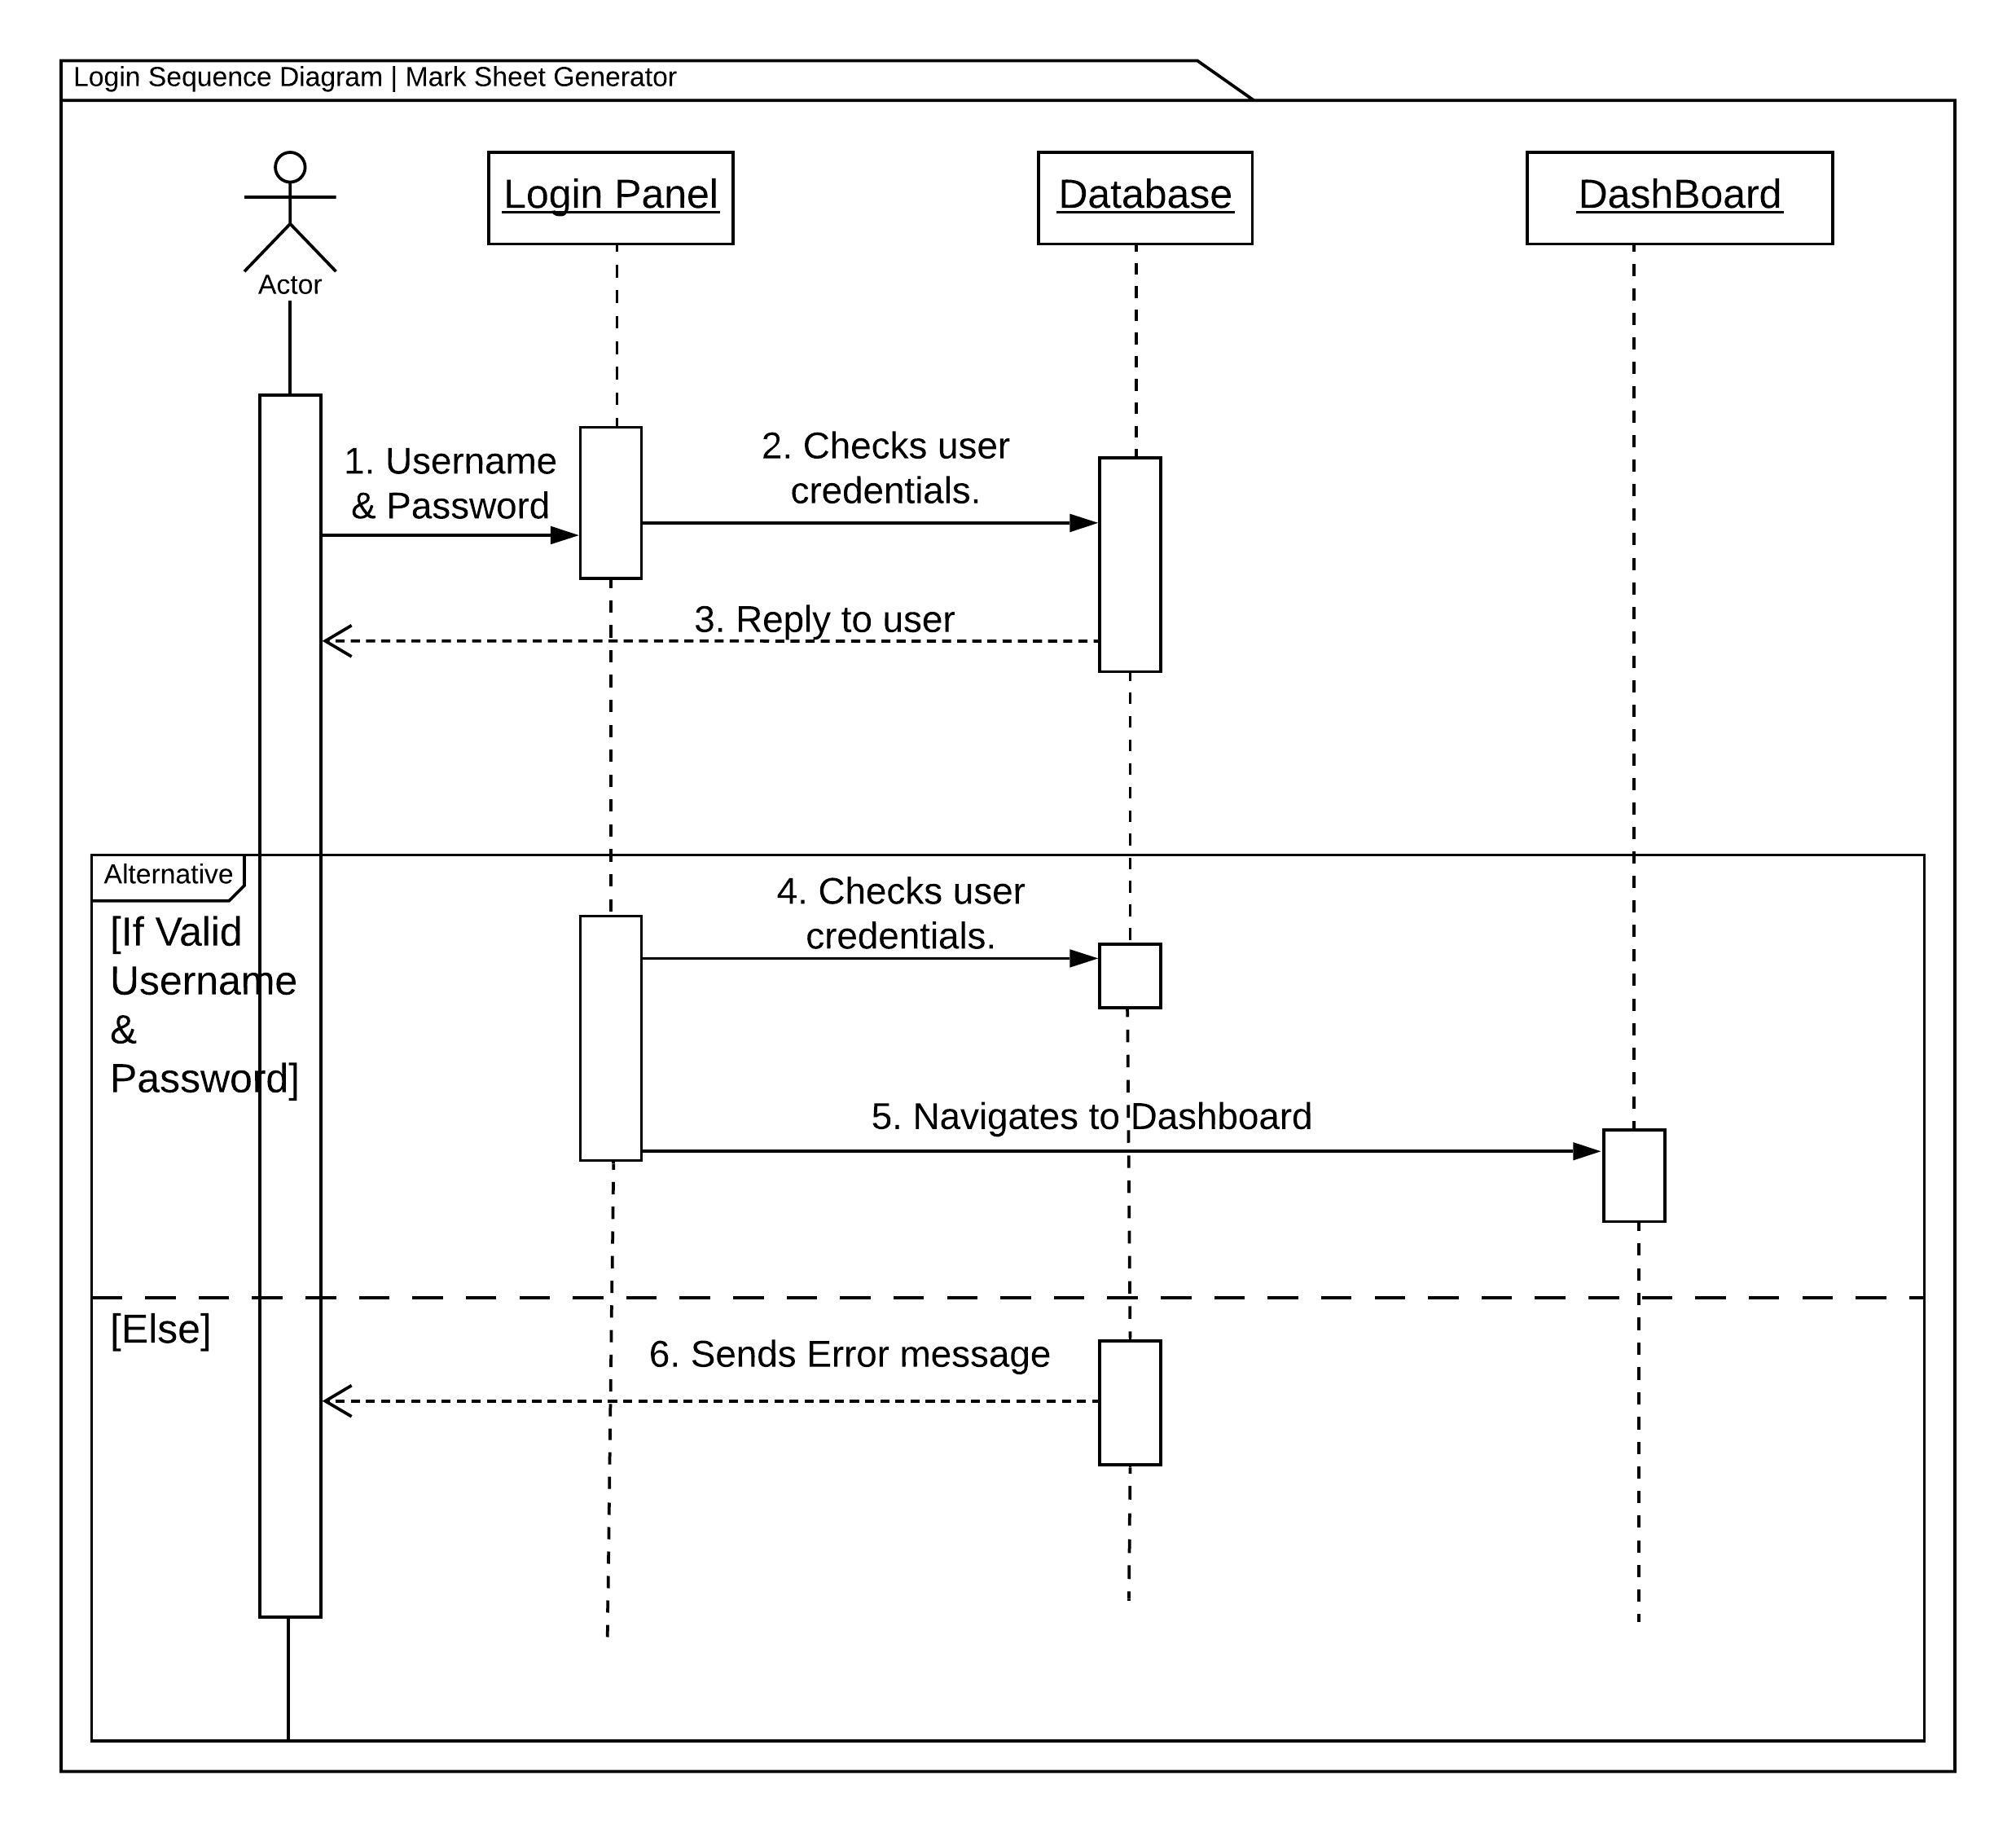 Login Sequence Diagram | Mark Sheet Generator
Login Panel
Database
DashBoard
Actor
1. Username
& Password
2. Checks user
credentials.
3. Reply to user
Alternative
[If Valid
Username
&
Password]
4. Checks user
credentials.
5. Navigates to Dashboard
[Else]
6. Sends Error message